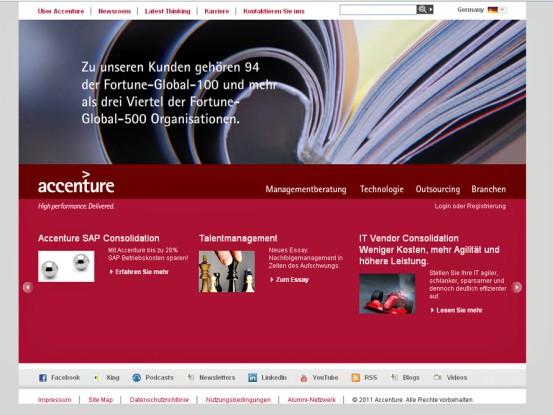 Über Accenture | Newsroom | Latest Thinking | Karriere | Kontaktieren Sie uns
Germany
Zu unseren Kunden gehören 94
der Fortune-Global-100 und mehr
als drei Viertel der Fortune-
Global-500 Organisationen.
accenture
High performance. Delivered.
Managementberatung Technologie Outsourcing Branchen
Login oder Registrierung
Accenture SAP Consolidation
Mit Accenture bis zu 20%
SAP Betriebskosten sparen!
Erfahren Sie mehr
Talentmanagement
Neues Essay:
Nachfolgemanagement in
Zeiten des Aufschwungs.
Zum Essay
IT Vendor Consolidation
Weniger Kosten, mehr Agilität und
höhere Leistung.
Stellen Sie Ihre IT agiler,
schlanker, sparsamer und
dennoch deutlich effizienter
auf.
Lesen Sie mehr
Facebook Xing Podcasts Newsletters LinkedIn YouTube RSS Blogs Videos
Impressum | Site Map | Datenschutzrichtlinie | Nutzungsbedingungen | Alumni-Netzwerk | © 2011 Accenture. Alle Rechte vorbehalten.